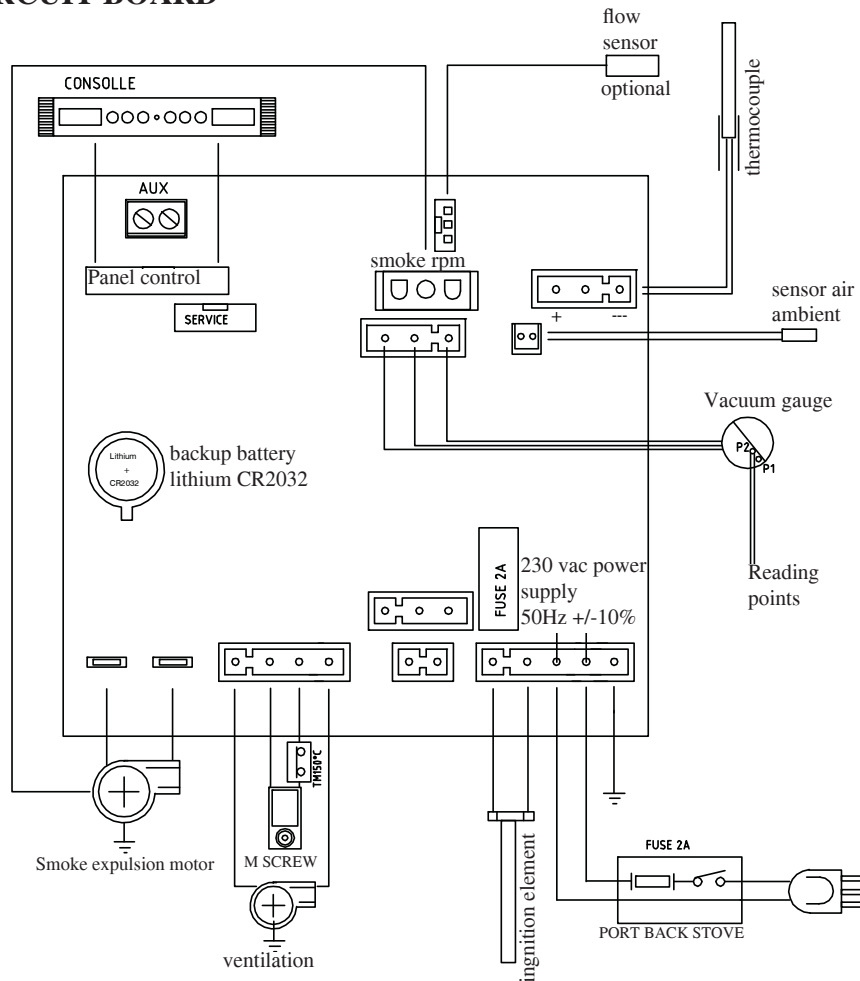 flow
sensor
optional
CONSOLLE
thermocouple
AUX
Panel control
smoke rpm
SERVICE
+ ---
sensor air
ambient
Vacuum gauge
P2
P1
Lithium
+
CR2032
backup battery
lithium CR2032
Reading
points
FUSE 2A
230 vac power
supply
50Hz +/-10%
TM150°C
Smoke expulsion motor
M SCREW
ventilation
ingnition element
FUSE 2A
PORT BACK STOVE